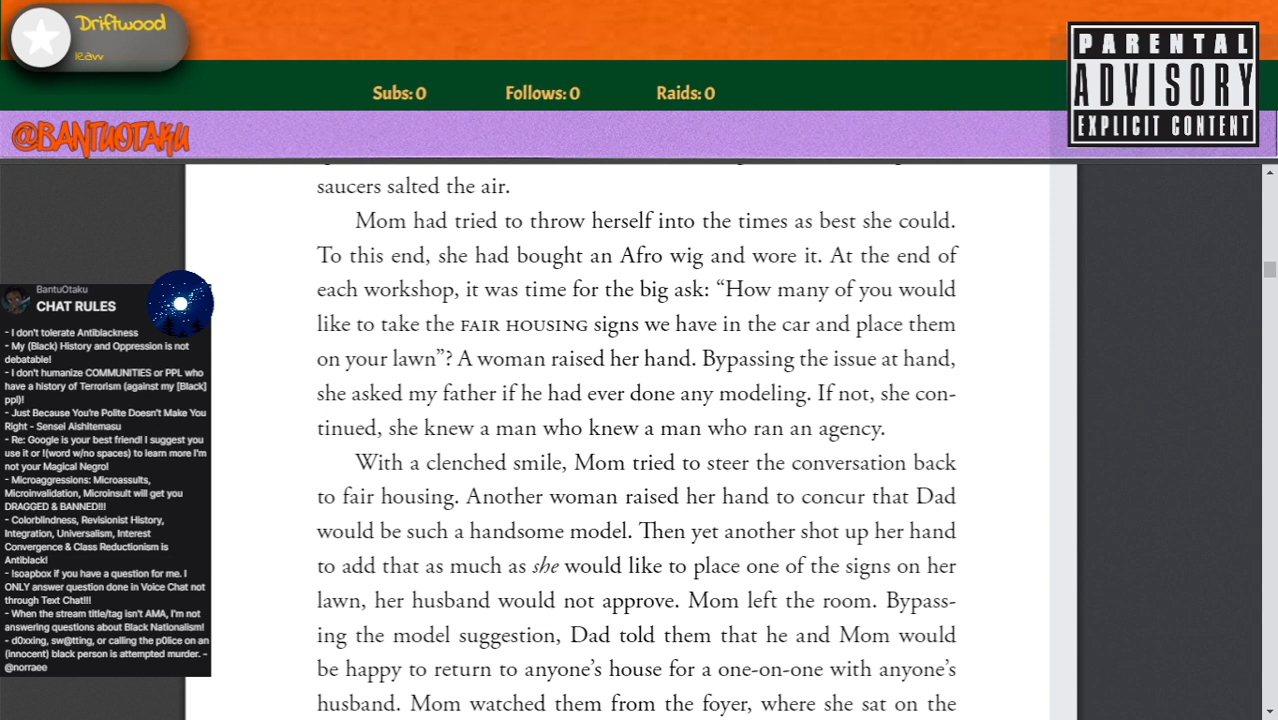 Driftwood
PARENTAL
ADVISORY
EXPLICIT CONTENT
Subs: 0 Follows: 0 Raids: 0
@BANTUOTAKU
saucers salted the air.
Mom had tried to throw herself into the times as best she could.
To this end, she had bought an Afro wig and wore it. At the end of
each workshop, it was time for the big ask: “How many of you would
like to take the FAIR HOUSING signs we have in the car and place them
on your lawn”? A woman raised her hand. Bypassing the issue at hand,
she asked my father if he had ever done any modeling. If not, she con-
tinued, she knew a man who knew a man who ran an agency.
With a clenched smile, Mom tried to steer the conversation back
to fair housing. Another woman raised her hand to concur that Dad
would be such a handsome model. Then yet another shot up her hand
to add that as much as she would like to place one of the signs on her
lawn, her husband would not approve. Mom left the room. Bypass-
ing the model suggestion, Dad told them that he and Mom would
be happy to return to anyone’s house for a one-on-one with anyone’s
husband. Mom watched them from the foyer, where she sat on the
BantuOtaku
CHAT RULES
- I don't tolerate Antiblackness
- My (Black) History and Oppression is not
debatable!
- I don't humanize COMMUNITIES or PPL who
have a history of Terrorism (against my [Black]
ppl)!
- Just Because You're Polite Doesn't Make You
Right - Sensei Aishitemasu
- Re: Google is your best friend! I suggest you
use it or !(word w/no spaces) to learn more I'm
not your Magical Negro!
- Microaggressions: Microassults,
Microinvalidation, Microinsult will get you
DRAGGED & BANNED!!!
- Colorblindness, Revisionist History,
Integration, Universalism, Interest
Convergence & Class Reductionism is
Antiblack!
- !soapbox if you have a question for me. I
ONLY answer question done in Voice Chat not
through Text Chat!!!
- When the stream title/tag isn't AMA, I'm not
answering questions about Black Nationalism!
- d0xxing, sw@tting, or calling the p0lice on an
(innocent) black person is attempted murder. -
@norraee